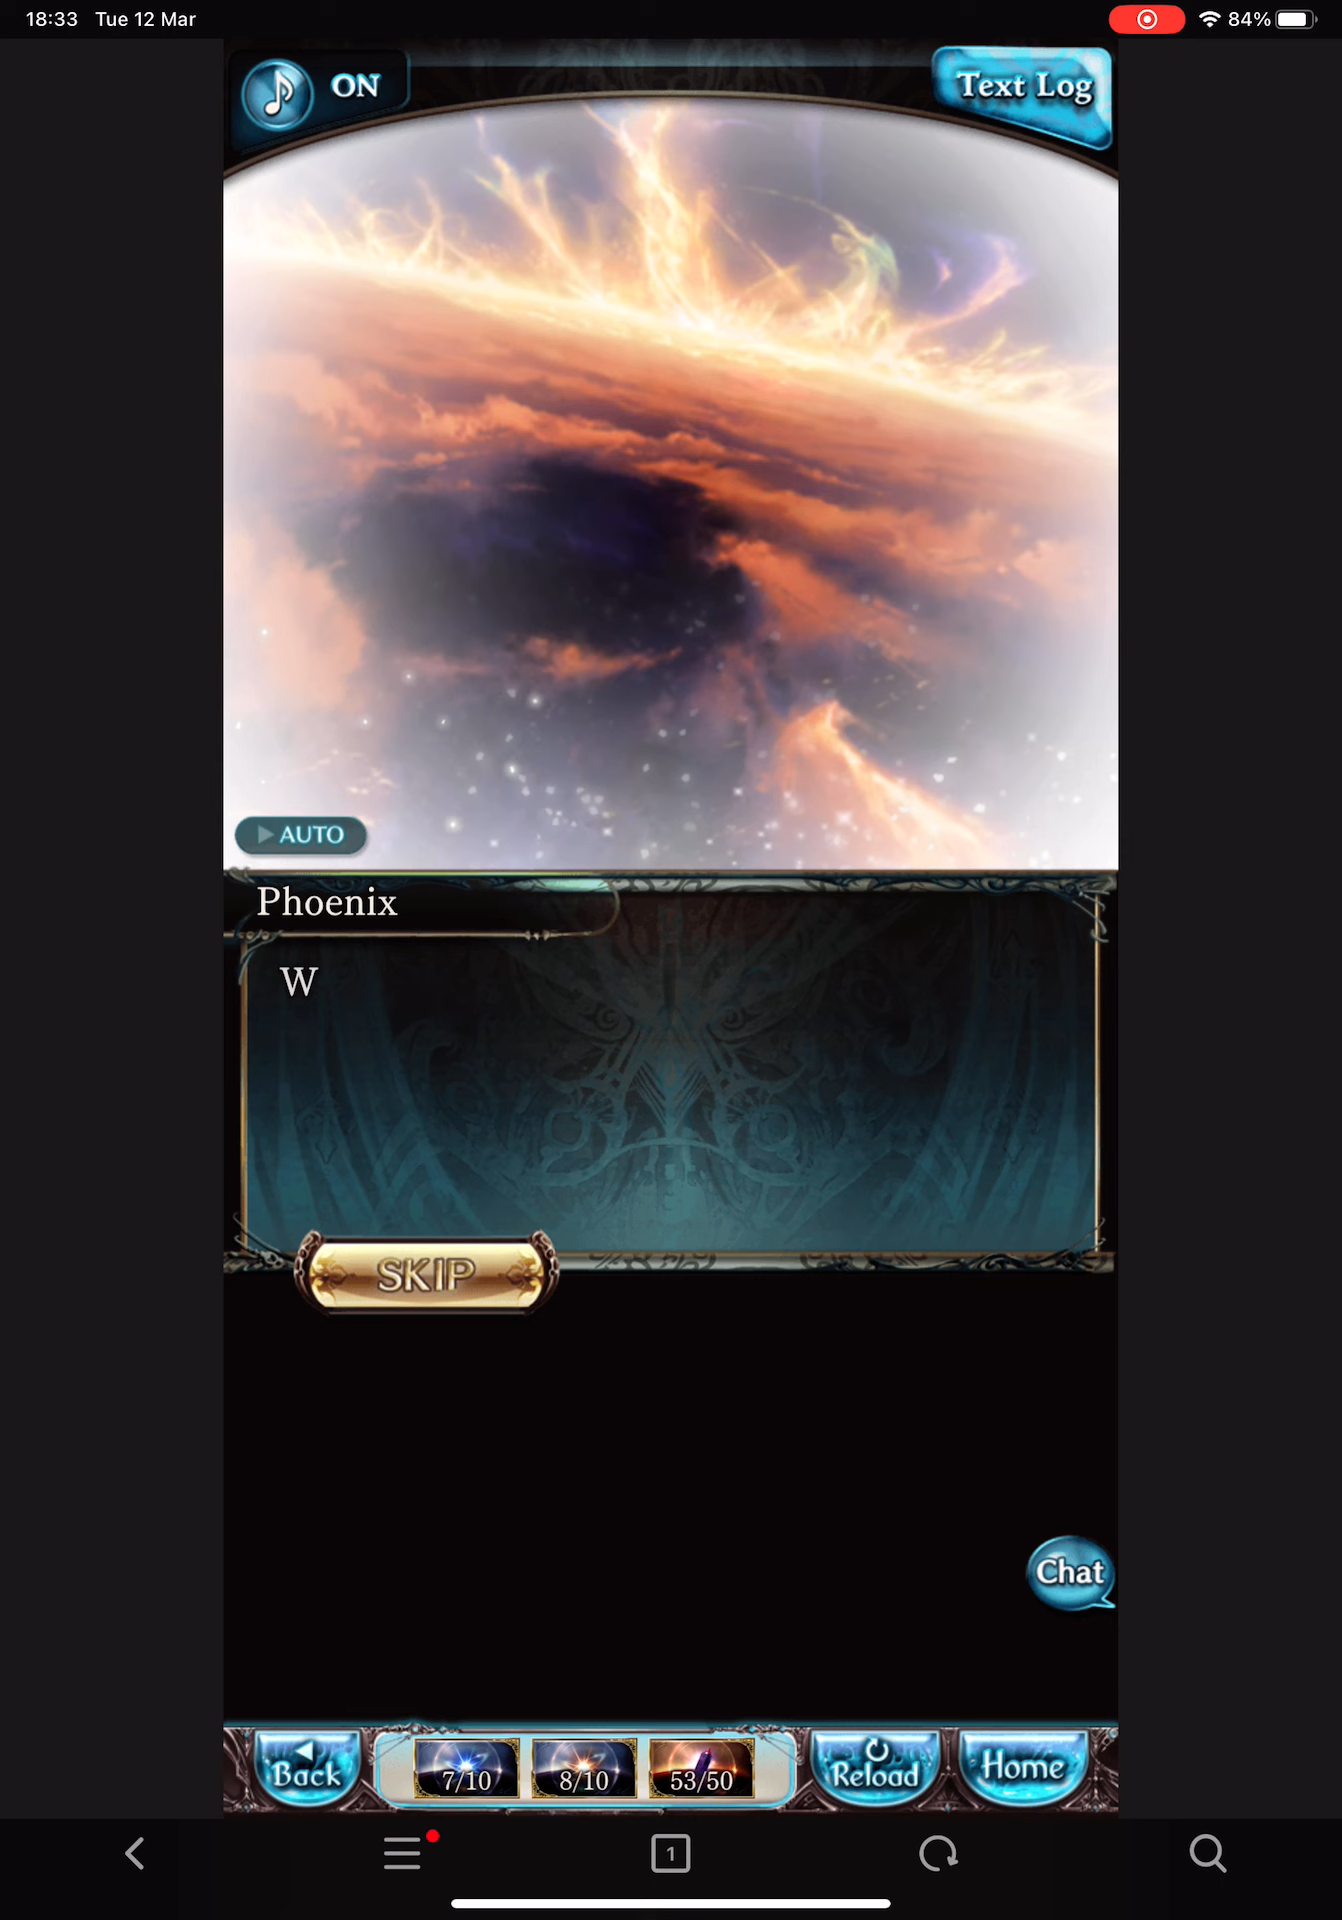 18:33 Tue 12 Mar
84%
ON
Text Log
AUTO
Phoenix
W
SKIP
Chat
Back
7/10
8/10
53/50
Reload
Home
1